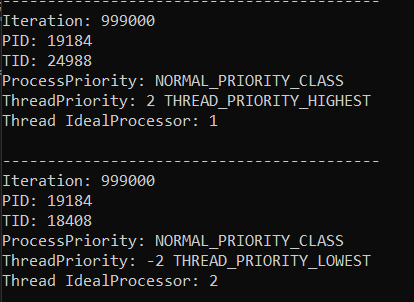 -----------------------------------------
Iteration: 999000
PID: 19184
TID: 24988
ProcessPriority: NORMAL_PRIORITY_CLASS
ThreadPriority: 2 THREAD_PRIORITY_HIGHEST
Thread IdealProcessor: 1
-----------------------------------------
Iteration: 999000
PID: 19184
TID: 18408
ProcessPriority: NORMAL_PRIORITY_CLASS
ThreadPriority: -2 THREAD_PRIORITY_LOWEST
Thread IdealProcessor: 2